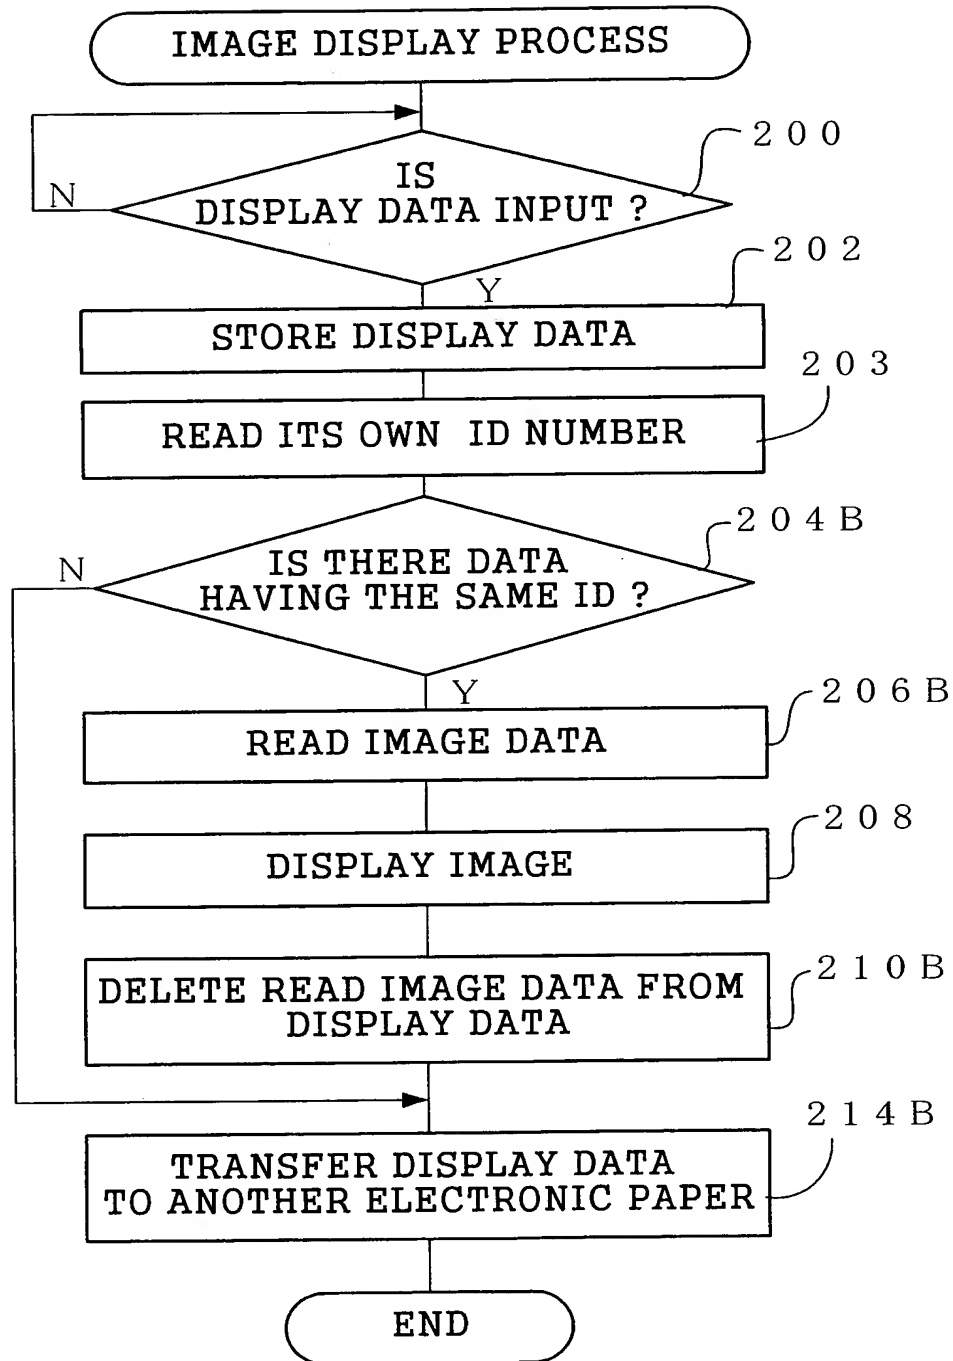 IMAGE DISPLAY PROCESS
200
IS
DISPLAY DATA INPUT ?
N
202
Y
STORE DISPLAY DATA
203
READ ITS OWN ID NUMBER
204B
N
IS THERE DATA
HAVING THE SAME ID ?
Y
206B
READ IMAGE DATA
208
DISPLAY IMAGE
210B
DELETE READ IMAGE DATA FROM
DISPLAY DATA
214B
TRANSFER DISPLAY DATA
TO ANOTHER ELECTRONIC PAPER
END